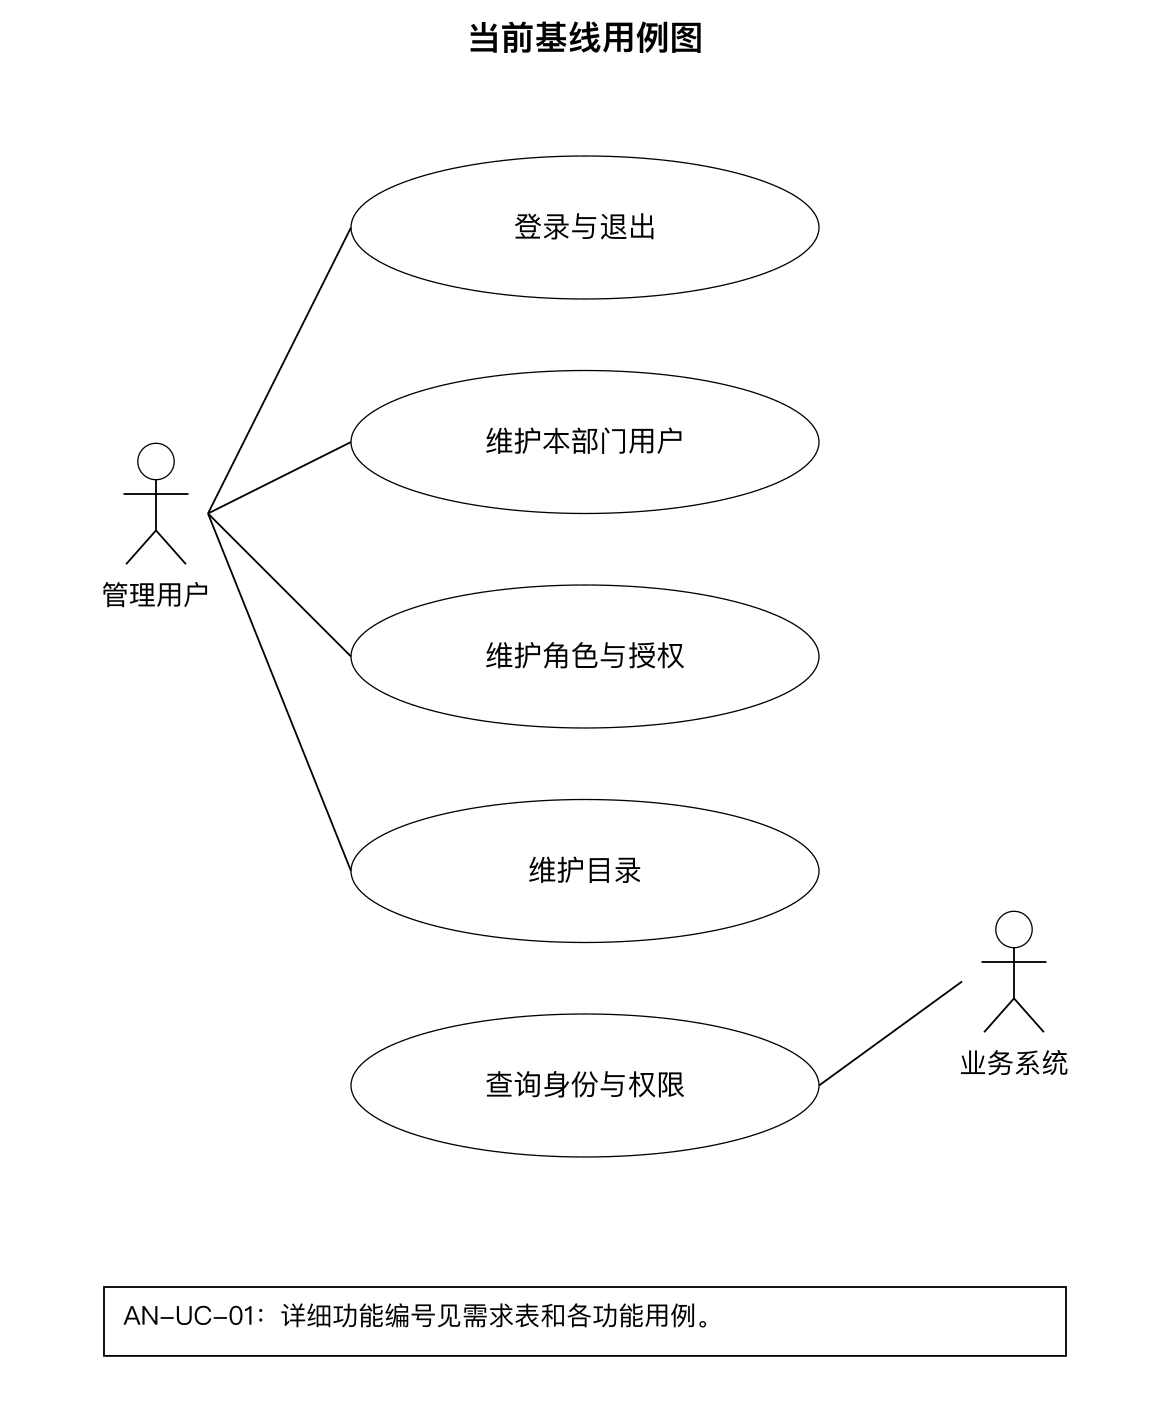 当前基线用例图
登录与退出
维护本部门用户
管理用户
维护角色与授权
维护目录
业务系统
查询身份与权限
AN-UC-01：详细功能编号见需求表和各功能用例。